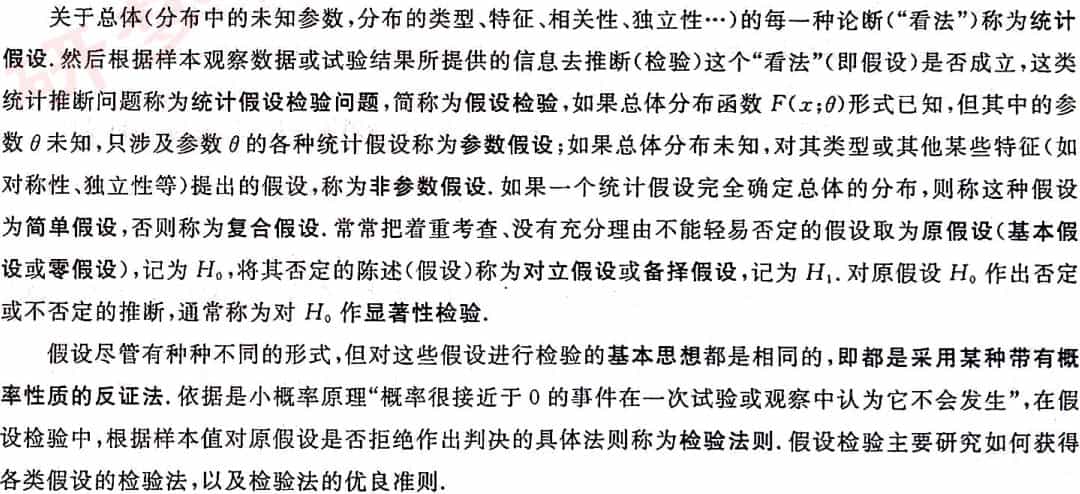 关于总体(分布中的未知参数,分布的类型、特征、相关性、独立性…)的每一种论断(“看法”)称为统计
假设.然后根据样本观察数据或试验结果所提供的信息去推断(检验)这个“看法”(即假设)是否成立,这类
统计推断问题称为统计假设检验问题,简称为假设检验,如果总体分布函数 F(x;θ)形式已知,但其中的参
数 θ 未知,只涉及参数 θ 的各种统计假设称为参数假设;如果总体分布未知,对其类型或其他某些特征(如
对称性、独立性等)提出的假设,称为非参数假设.如果一个统计假设完全确定总体的分布,则称这种假设
为简单假设,否则称为复合假设.常常把着重考查、没有充分理由不能轻易否定的假设取为原假设(基本假
设或零假设),记为 H₀,将其否定的陈述(假设)称为对立假设或备择假设,记为 H₁.对原假设 H₀ 作出否定
或不否定的推断,通常称为对 H₀ 作显著性检验.
假设尽管有种种不同的形式,但对这些假设进行检验的基本思想都是相同的,即都是采用某种带有概
率性质的反证法.依据是小概率原理“概率很接近于 0 的事件在一次试验或观察中认为它不会发生”,在假
设检验中,根据样本值对原假设是否拒绝作出判决的具体法则称为检验法则.假设检验主要研究如何获得
各类假设的检验法,以及检验法的优良准则.